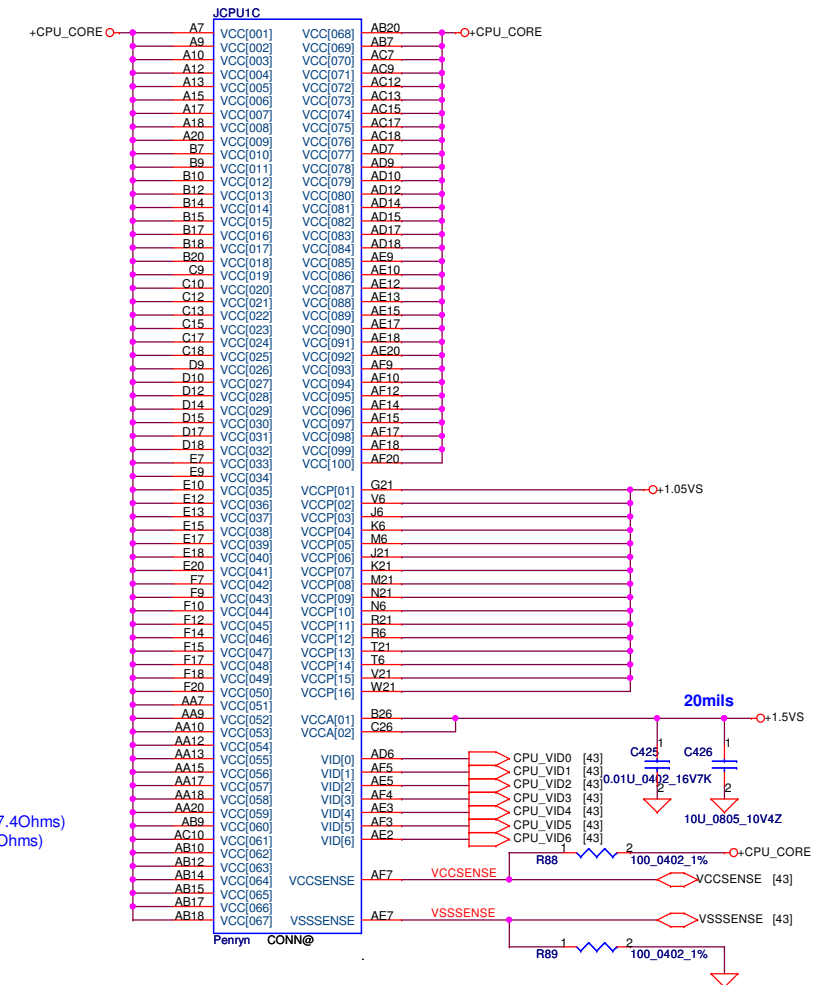 JCPU1C
+CPU_CORE A7 VCC[001] VCC[068] AB20 +CPU_CORE
A9 VCC[002] VCC[069] AB7
A10 VCC[003] VCC[070] AC7
A12 VCC[004] VCC[071] AC9
A13 VCC[005] VCC[072] AC12
A15 VCC[006] VCC[073] AC13
A17 VCC[007] VCC[074] AC15
A18 VCC[008] VCC[075] AC17
A20 VCC[009] VCC[076] AC18
B7 VCC[010] VCC[077] AD7
B9 VCC[011] VCC[078] AD9
B10 VCC[012] VCC[079] AD10
B12 VCC[013] VCC[080] AD12
B14 VCC[014] VCC[081] AD14
B15 VCC[015] VCC[082] AD15
B17 VCC[016] VCC[083] AD17
B18 VCC[017] VCC[084] AD18
B20 VCC[018] VCC[085] AE9
C9 VCC[019] VCC[086] AE10
C10 VCC[020] VCC[087] AE12
C12 VCC[021] VCC[088] AE13
C13 VCC[022] VCC[089] AE15
C15 VCC[023] VCC[090] AE17
C17 VCC[024] VCC[091] AE18
C18 VCC[025] VCC[092] AE20
D9 VCC[026] VCC[093] AF9
D10 VCC[027] VCC[094] AF10
D12 VCC[028] VCC[095] AF12
D14 VCC[029] VCC[096] AF14
D15 VCC[030] VCC[097] AF15
D17 VCC[031] VCC[098] AF17
D18 VCC[032] VCC[099] AF18
E7 VCC[033] VCC[100] AF20
E9 VCC[034]
E10 VCC[035] VCCP[01] G21 +1.05VS
E12 VCC[036] VCCP[02] V6
E13 VCC[037] VCCP[03] J6
E15 VCC[038] VCCP[04] K6
E17 VCC[039] VCCP[05] M6
E18 VCC[040] VCCP[06] J21
E20 VCC[041] VCCP[07] K21
F7 VCC[042] VCCP[08] M21
F9 VCC[043] VCCP[09] N21
F10 VCC[044] VCCP[10] N6
F12 VCC[045] VCCP[11] R21
F14 VCC[046] VCCP[12] R6
F15 VCC[047] VCCP[13] T21
F17 VCC[048] VCCP[14] T6
F18 VCC[049] VCCP[15] V21
F20 VCC[050] VCCP[16] W21
AA7 VCC[051] 20mils
AA9 VCC[052] VCCA[01] B26 +1.5VS
AA10 VCC[053] VCCA[02] C26
AA12 VCC[054] 1 1
AA13 VCC[055] VID[0] AD6 CPU_VID0 [43] C425 C426
AA15 VCC[056] VID[1] AF5 CPU_VID1 [43]
AA17 VCC[057] VID[2] AE5 CPU_VID2 [43] 0.01U_0402_16V7K
AA18 VCC[058] VID[3] AF4 CPU_VID3 [43] 2 2
AA20 VCC[059] VID[4] AE3 CPU_VID4 [43]
7.4Ohms) AB9 VCC[060] VID[5] AF3 CPU_VID5 [43] 10U_0805_10V4Z
Ohms) AC10 VCC[061] VID[6] AE2 CPU_VID6 [43]
AB10 VCC[062] 1 2 +CPU_CORE
AB12 VCC[063] R88 100_0402_1%
AB14 VCC[064] VCCSENSE AF7 VCCSENSE VCCSENSE [43]
AB15 VCC[065]
AB17 VCC[066]
AB18 VCC[067] VSSSENSE AE7 VSSSENSE VSSSENSE [43]
Penryn CONN@ 1 2
R89 100_0402_1%